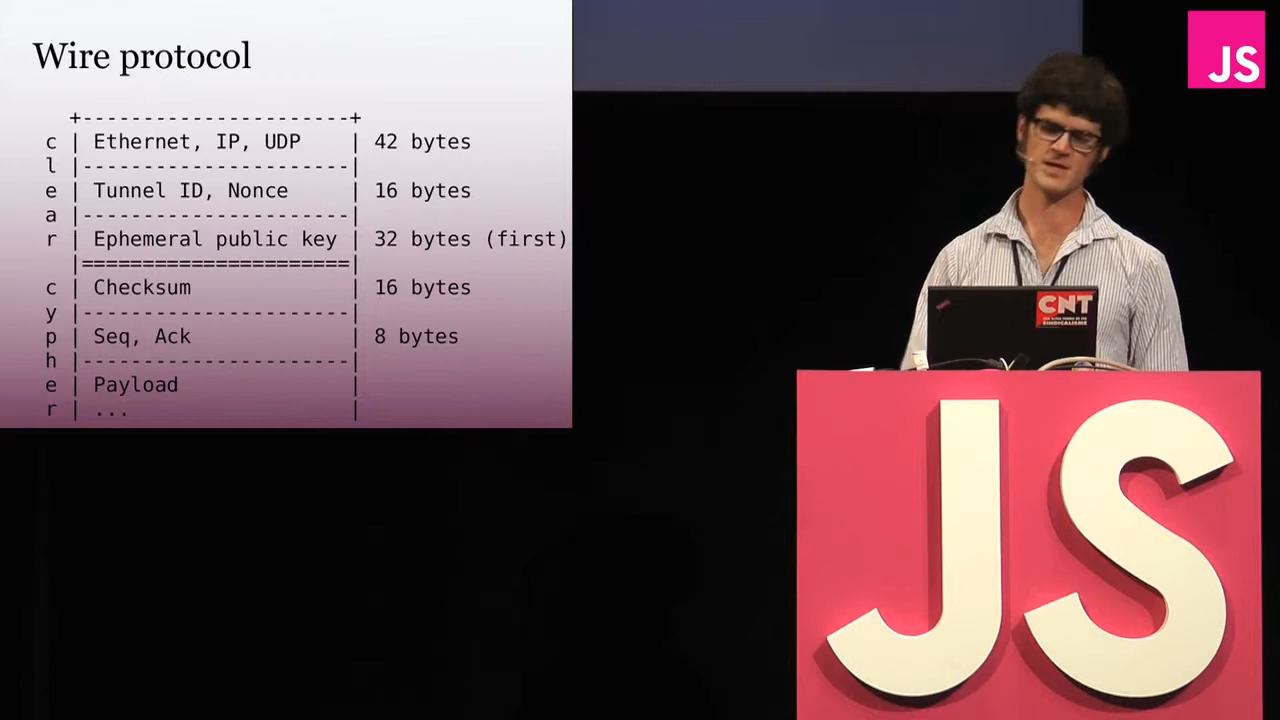 Wire protocol
+----------------------+
c | Ethernet, IP, UDP | 42 bytes
l |----------------------|
e | Tunnel ID, Nonce | 16 bytes
a |----------------------|
r | Ephemeral public key | 32 bytes (first)
|======================|
c | Checksum | 16 bytes
y |----------------------|
p | Seq, Ack | 8 bytes
h |----------------------|
e | Payload |
r | ... |
JS
CNT
SINDICALISME
JS